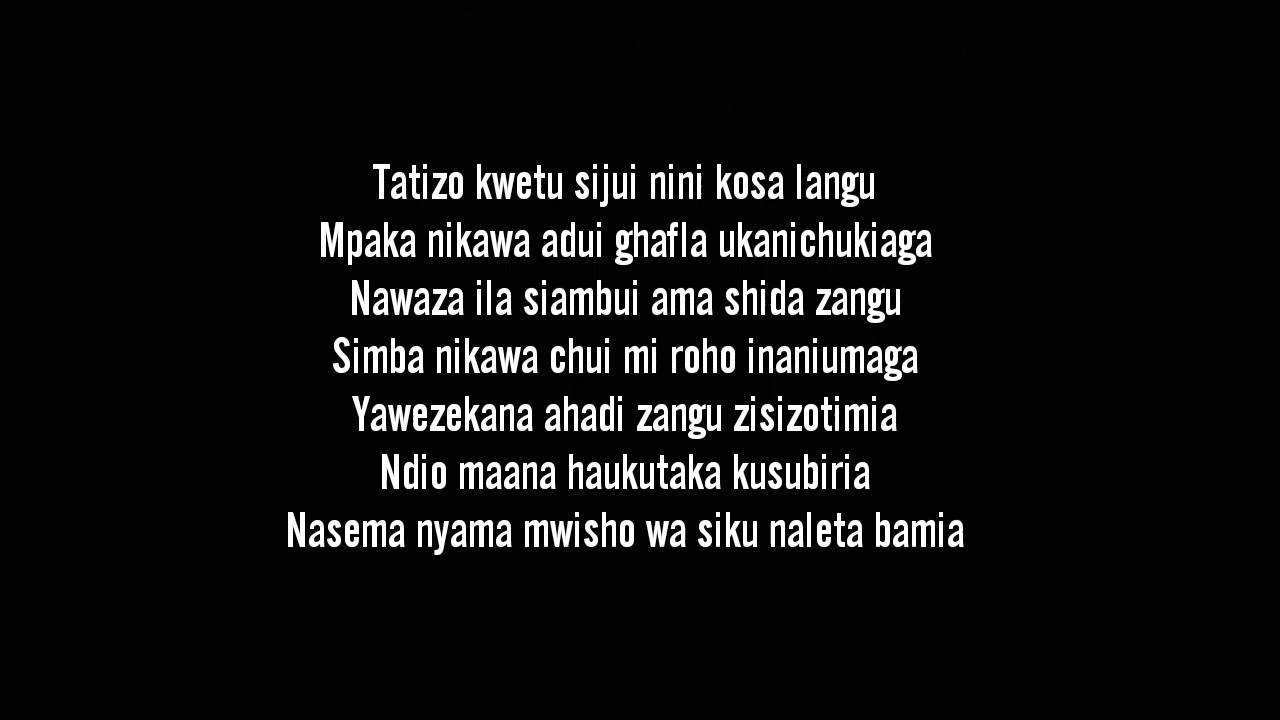 Tatizo kwetu sijui nini kosa langu
Mpaka nikawa adui ghafla ukanichukiaga
Nawaza ila siambui ama shida zangu
Simba nikawa chui mi roho inaniumaga
Yawezekana ahadi zangu zisizotimia
Ndio maana haukutaka kusubiria
Nasema nyama mwisho wa siku naleta bamia